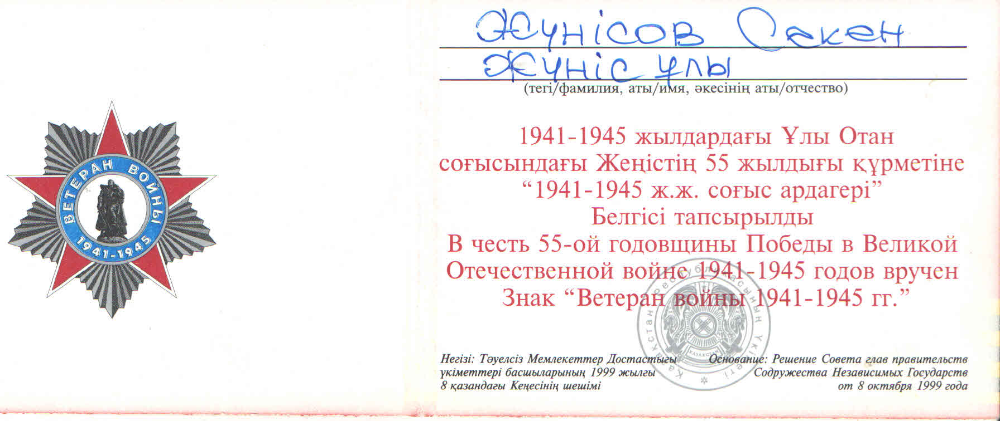 ВЕТЕРАН ВОЙНЫ
1941-1945
Жүнісов Сəкен
Жүніс ұлы
(тегі/фамилия, аты/имя, әкесінің аты/отчество)
1941-1945 жылдардағы Ұлы Отан
соғысындағы Жеңістің 55 жылдығы құрметіне
“1941-1945 ж.ж. соғыс ардагері”
Белгісі тапсырылды
В честь 55-ой годовщины Победы в Великой
Отечественной войне 1941-1945 годов вручен
Знак “Ветеран войны 1941-1945 гг.”
Қазақстан Республикасының Үкіметі
ҚАЗАҚСТАН
Негізі: Тәуелсіз Мемлекеттер Достастығы
үкіметтері басшыларының 1999 жылғы
8 қазандағы Кеңесінің шешімі
Основание: Решение Совета глав правительств
Содружества Независимых Государств
от 8 октября 1999 года